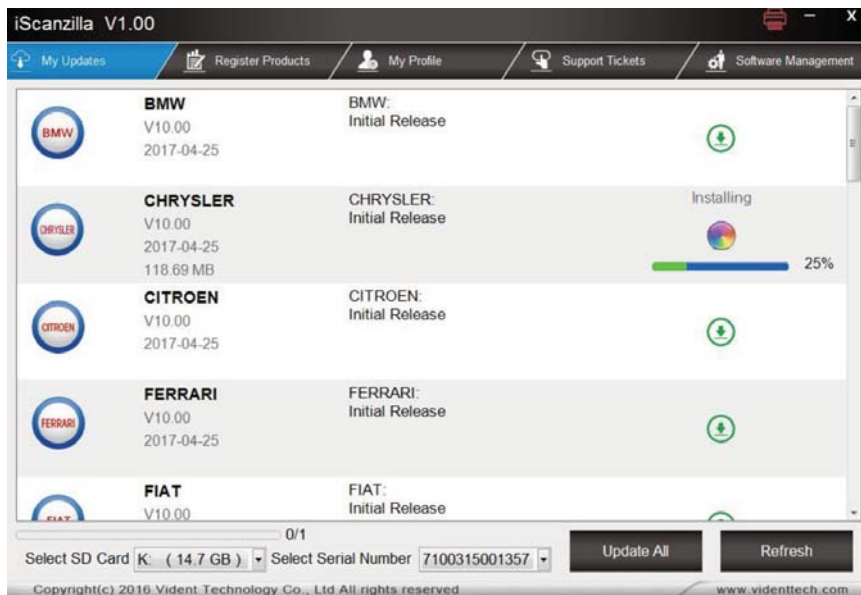 iScanzilla V1.00
My Updates Register Products My Profile Support Tickets Software Management
BMW
BMW
V10.00
2017-04-25
BMW:
Initial Release
CHRYSLER
CHRYSLER
V10.00
2017-04-25
118.69 MB
CHRYSLER:
Initial Release
Installing
25%
CITROEN
CITROEN
V10.00
2017-04-25
CITROEN:
Initial Release
FERRARI
FERRARI
V10.00
2017-04-25
FERRARI:
Initial Release
FIAT
FIAT
V10.00
FIAT:
Initial Release
0/1
Select SD Card K: ( 14.7 GB ) Select Serial Number 7100315001357 Update All Refresh
Copyright(c) 2016 Vident Technology Co., Ltd All rights reserved www.videnttech.com